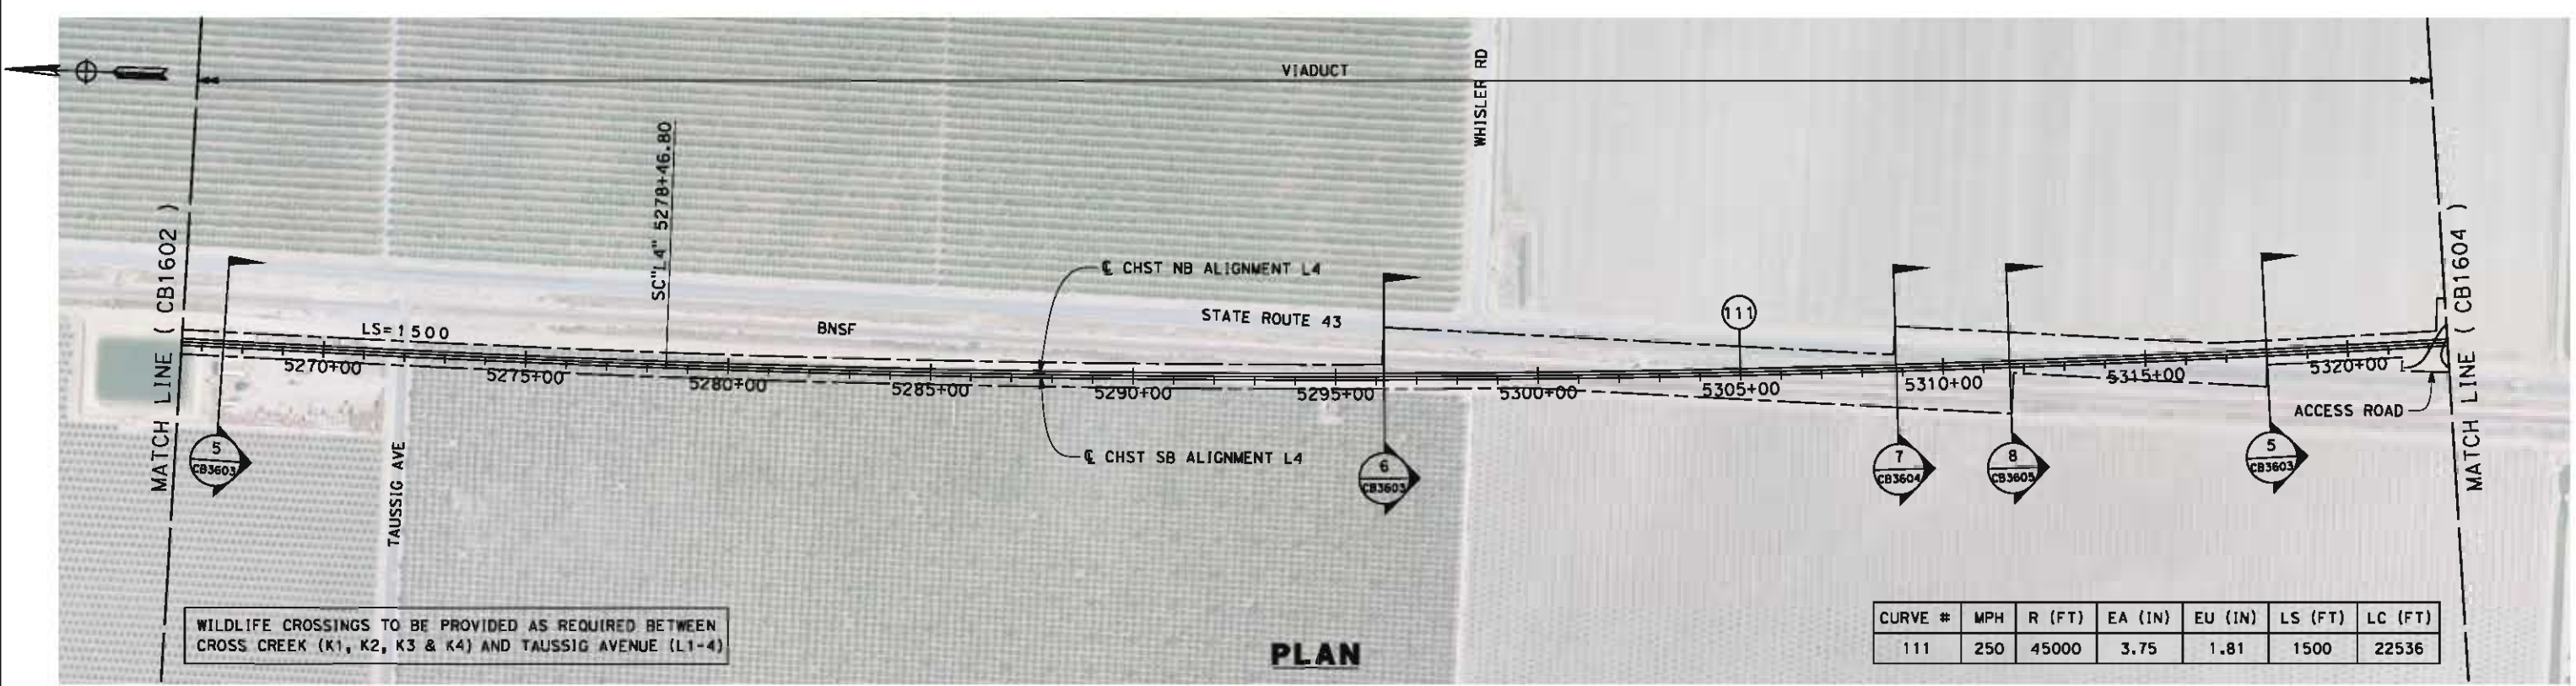 VIADUCT
WHISLER RD
MATCH LINE ( CB1602 )
SC"L4" 5278+46.80
MATCH LINE ( CB1604 )
₵ CHST NB ALIGNMENT L4
LS=1500
BNSF
STATE ROUTE 43
111
5270+00
5275+00
5280+00
5285+00
5290+00
5295+00
5300+00
5305+00
5310+00
5315+00
5320+00
ACCESS ROAD
TAUSSIG AVE
5
CB3603
₵ CHST SB ALIGNMENT L4
6
CB3603
7
CB3604
8
CB3605
5
CB3603
WILDLIFE CROSSINGS TO BE PROVIDED AS REQUIRED BETWEEN
CROSS CREEK (K1, K2, K3 & K4) AND TAUSSIG AVENUE (L1-4)
PLAN
CURVE # MPH R (FT) EA (IN) EU (IN) LS (FT) LC (FT)
111 250 45000 3.75 1.81 1500 22536